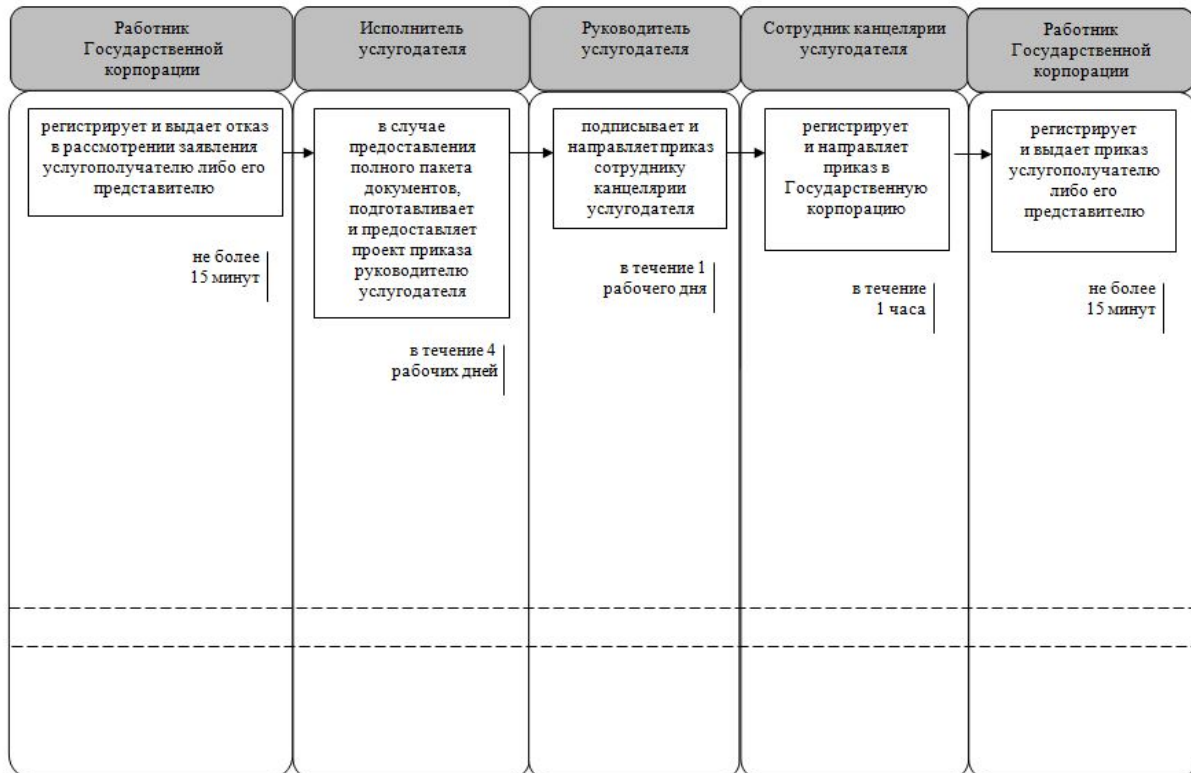 Работник
Государственной
корпорации
Исполнитель
услугодателя
Руководитель
услугодателя
Сотрудник канцелярии
услугодателя
Работник
Государственной
корпорации
регистрирует и выдает отказ
в рассмотрении заявления
услугополучателю либо его
представителю
не более
15 минут
в случае
предоставления
полного пакета
документов,
подготавливает
и предоставляет
проект приказа
руководителю
услугодателя
в течение 4
рабочих дней
подписывает и
направляет приказ
сотруднику
канцелярии
услугодателя
в течение 1
рабочего дня
регистрирует
и направляет
приказ в
Государственную
корпорацию
в течение
1 часа
регистрирует
и выдает приказ
услугополучателю
либо его
представителю
не более
15 минут